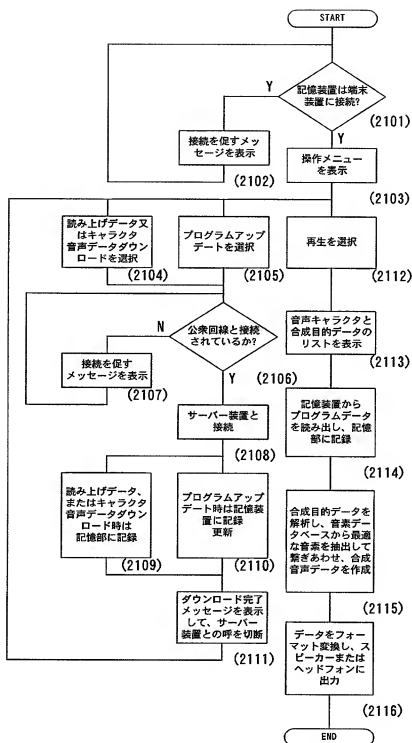 START
記憶装置は端末
装置に接続?
Y
(2101)
Y
接続を促すメッ
セージを表示
(2102)
操作メニュー
を表示
(2103)
読み上げデータ又
はキャラクタ
音声データダウン
ロードを選択
(2104)
プログラムアップ
デートを選択
(2105)
再生を選択
(2112)
公衆回線と接続
されているか?
N
(2106)
Y
接続を促す
メッセージを表示
(2107)
音声キャラクタと
合成目的データの
リストを表示
(2113)
サーバー装置と
接続
(2108)
記憶装置から
プログラムデータ
を読み出し、記憶
部に記録
(2114)
読み上げデータ、
またはキャラクタ
音声データダウン
ロード時は
記憶部に記録
(2109)
プログラムアップ
デート時は記憶装
置に記録
更新
(2110)
合成目的データを
解析し、音素デー
タベースから最適
な音素を抽出して
繋ぎあわせ、合成
音声データを作成
(2115)
ダウンロード完了
メッセージを表示
して、サーバー
装置との呼を切断
(2111)
データをフォー
マット変換し、ス
ピーカーまたは
ヘッドフォンに
出力
(2116)
END